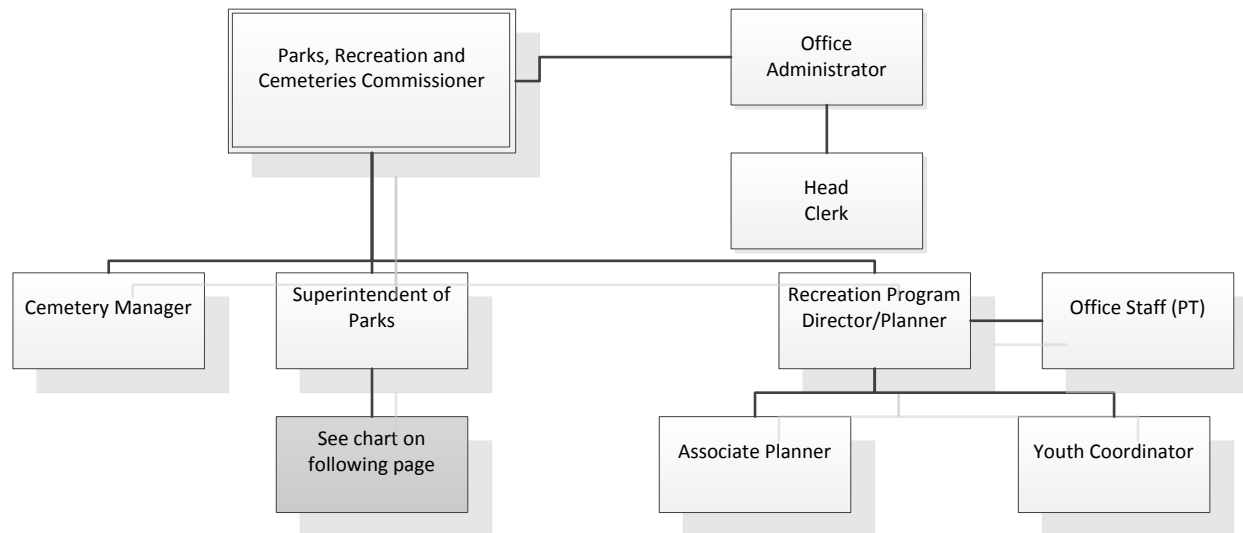 Parks, Recreation and
Cemeteries Commissioner
Office
Administrator
Head
Clerk
Cemetery Manager
Superintendent of
Parks
Recreation Program
Director/Planner
Office Staff (PT)
See chart on
following page
Associate Planner
Youth Coordinator